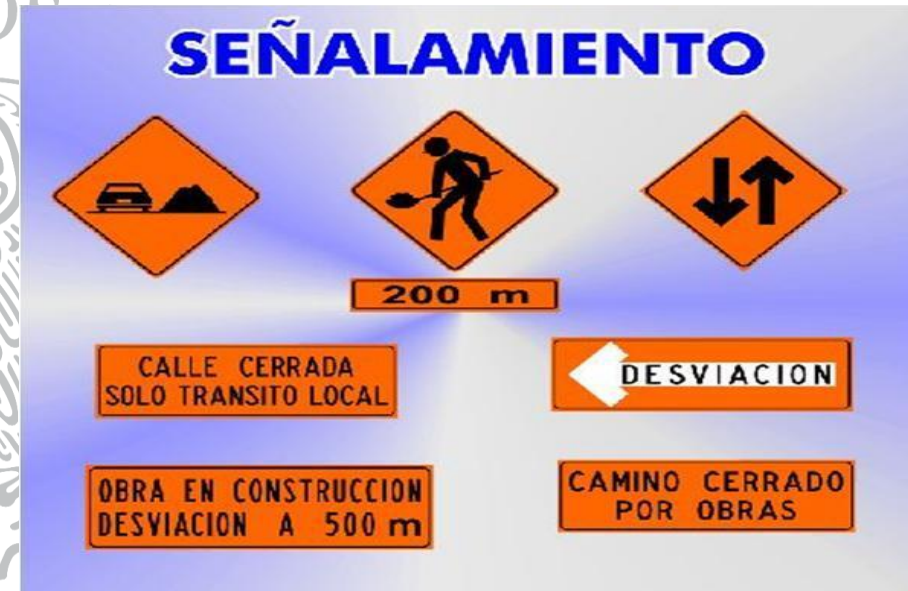 SEÑALAMIENTO
200 m
CALLE CERRADA
SOLO TRANSITO LOCAL
DESVIACION
OBRA EN CONSTRUCCION
DESVIACION A 500 m
CAMINO CERRADO
POR OBRAS